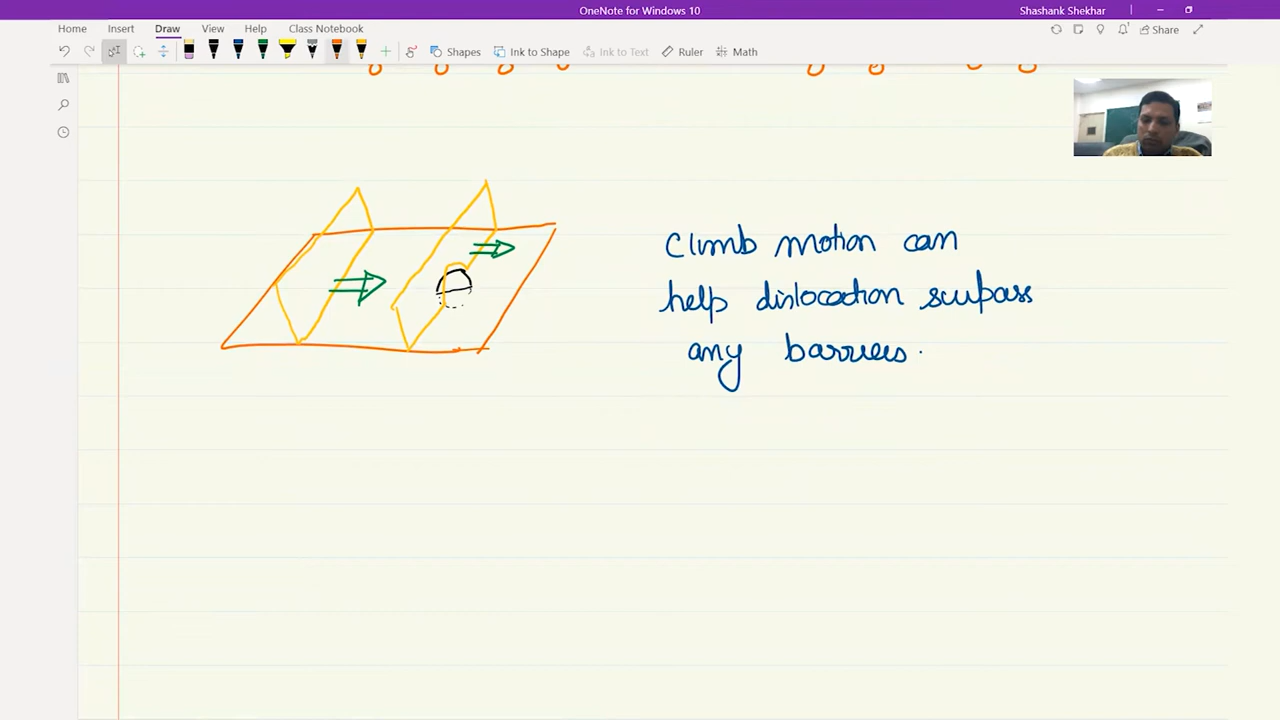 OneNote for Windows 10
Shashank Shekhar
Home Insert Draw View Help Class Notebook
Share
Shapes Ink to Shape Ink to Text Ruler Math
Climb motion can
help dislocation surpass
any barriers.